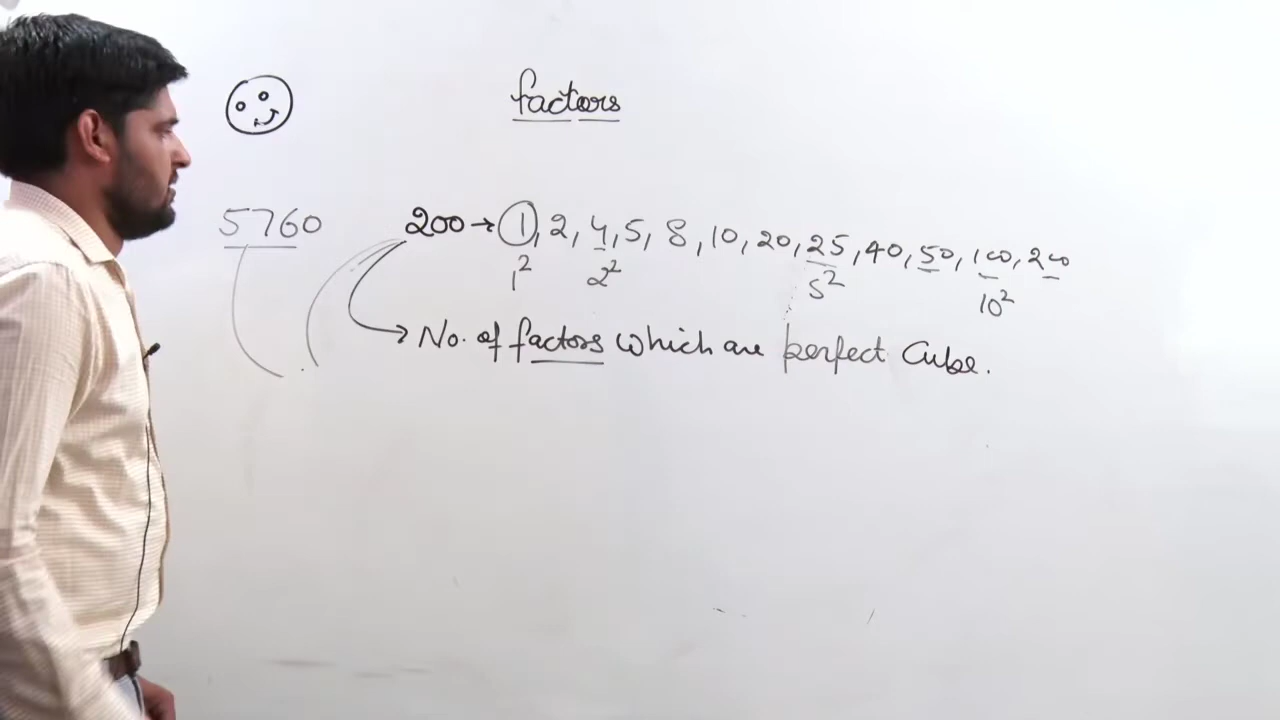 factors
5760 200 → 1, 2, 4, 5, 8, 10, 20, 25, 40, 50, 100, 200
1² 2² 5² 10²
No. of factors which are perfect Cube.